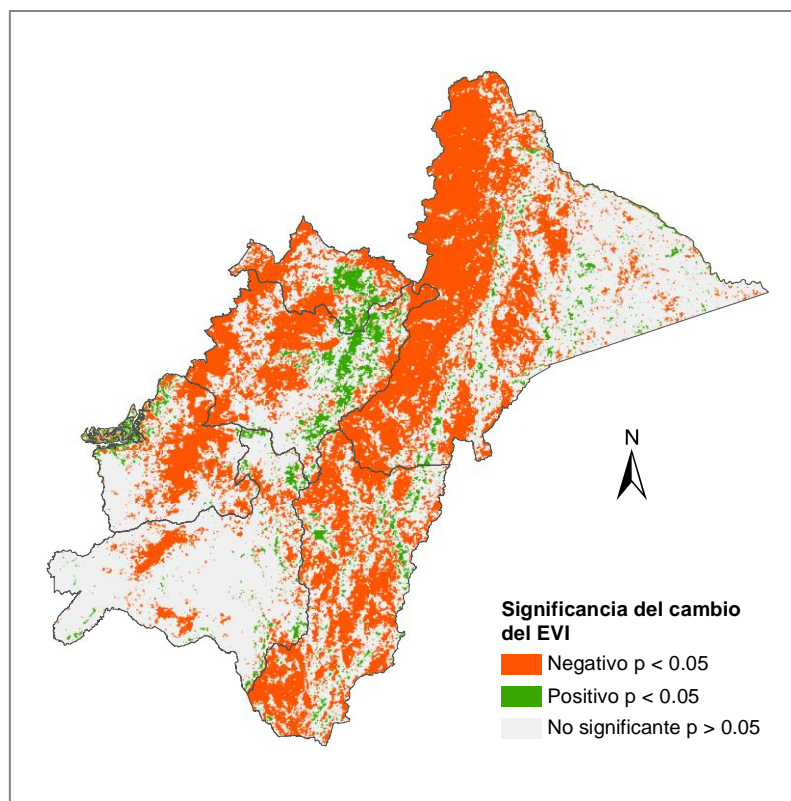 N
Significancia del cambio
del EVI
Negativo p < 0.05
Positivo p < 0.05
No significante p > 0.05